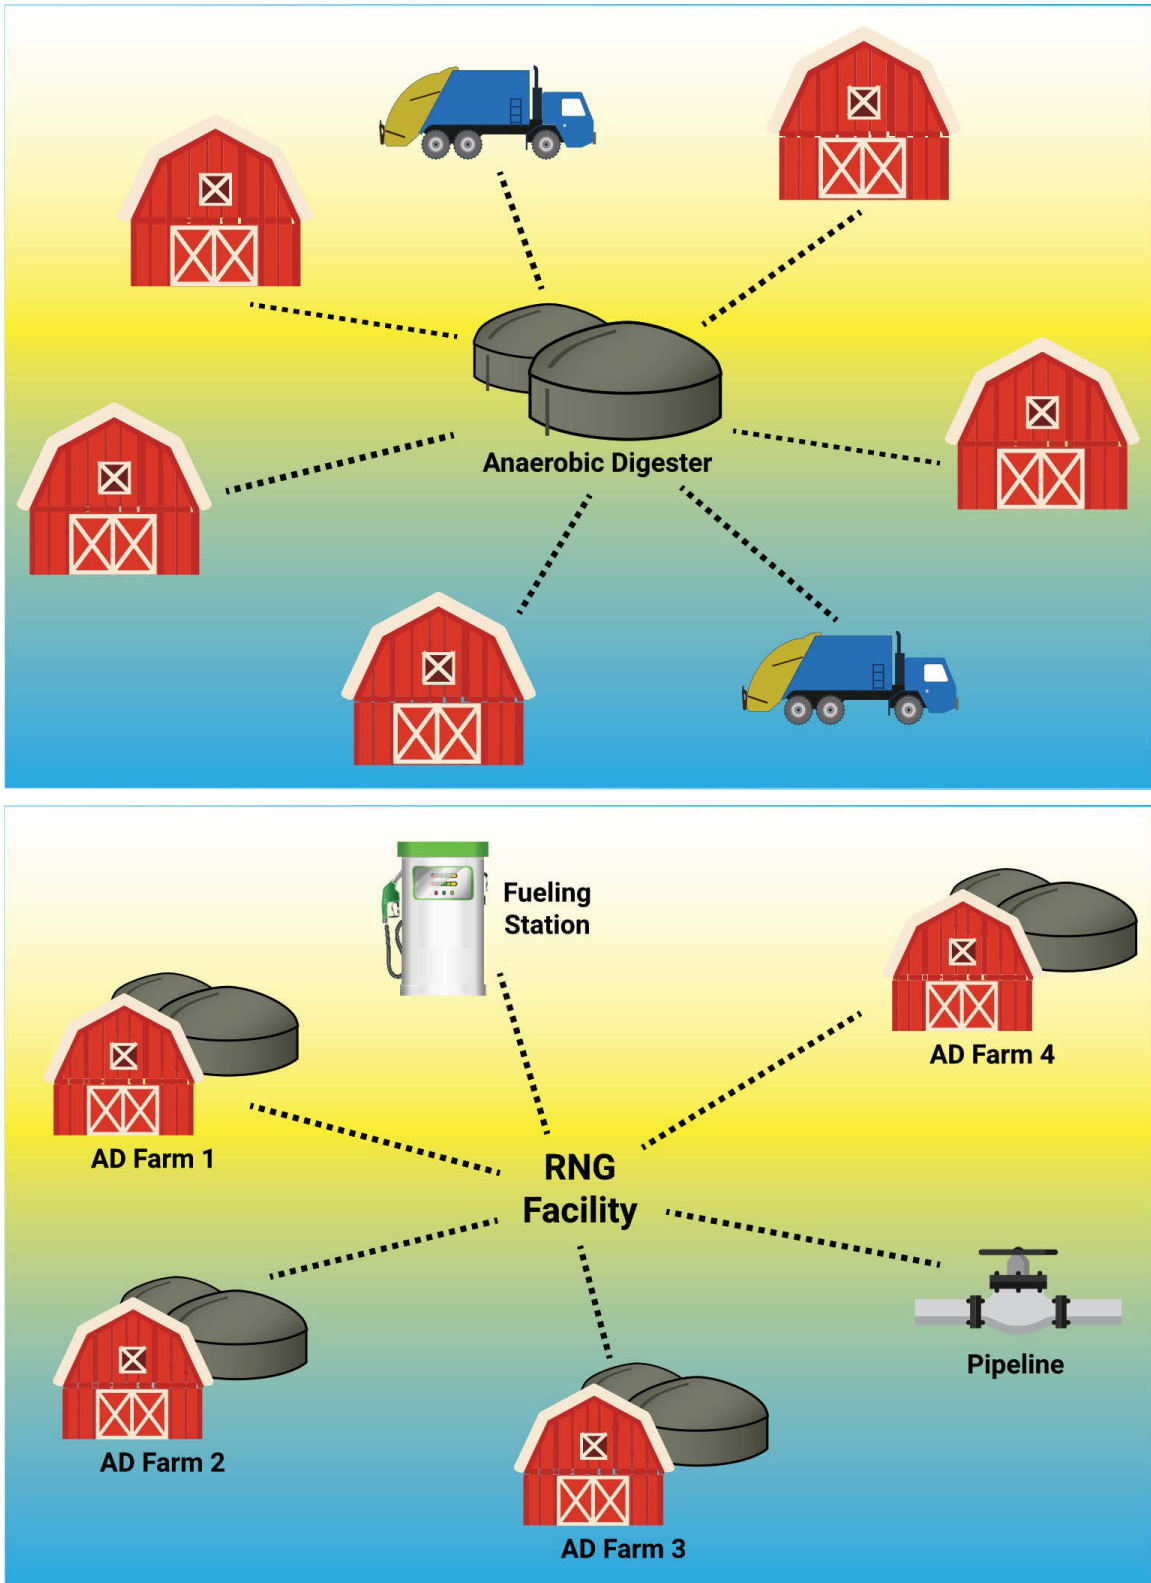 Anaerobic Digester
Fueling
Station
AD Farm 4
AD Farm 1
RNG
Facility
Pipeline
AD Farm 2
AD Farm 3